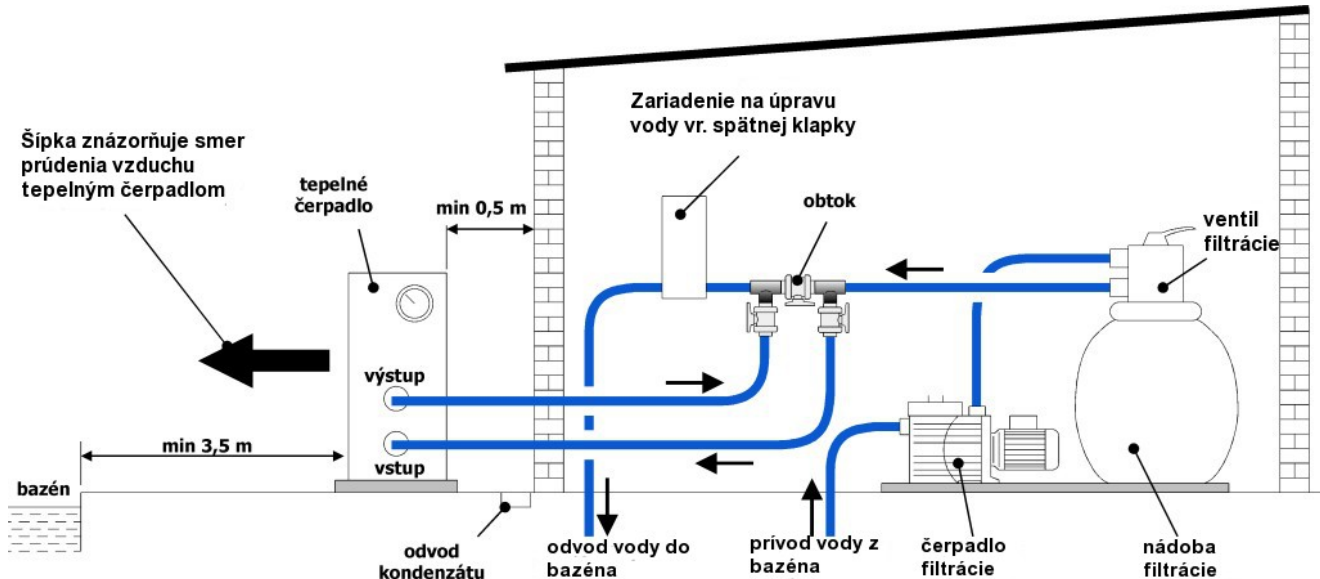 Zariadenie na úpravu
vody vr. spätnej klapky
Šípka znázorňuje smer
prúdenia vzduchu
tepelným čerpadlom
tepelné
čerpadlo
min 0,5 m
obtok
ventil
filtrácie
výstup
min 3,5 m
vstup
bazén
odvod
kondenzátu
odvod vody do
bazéna
prívod vody z
bazéna
čerpadlo
filtrácie
nádoba
filtrácie